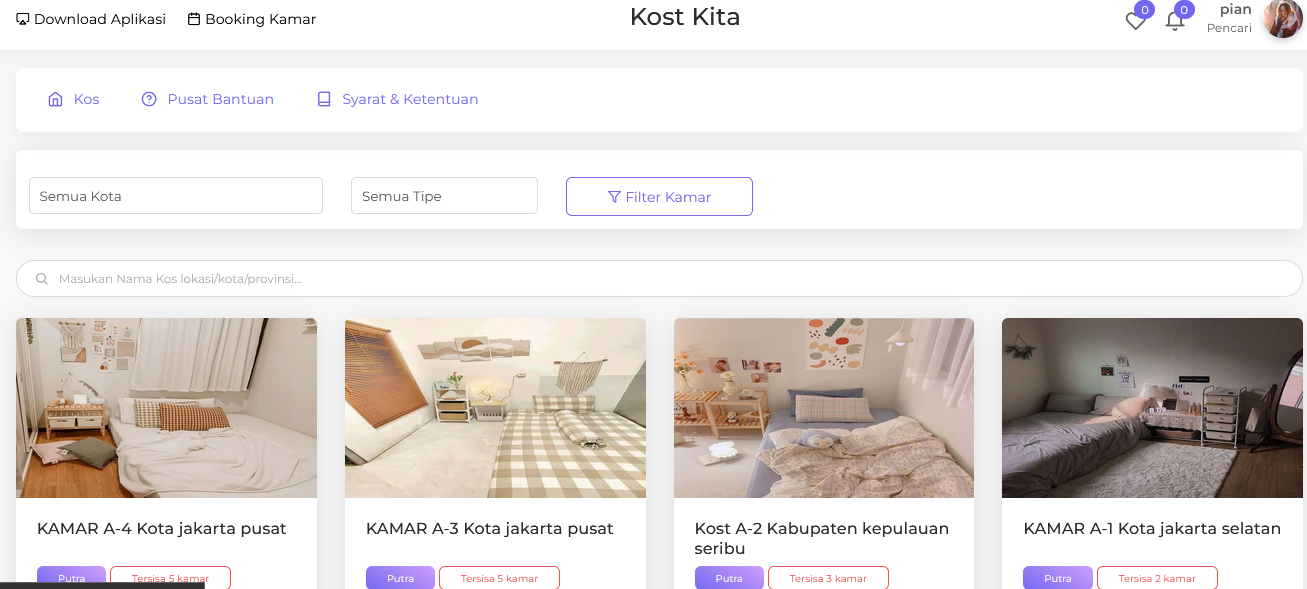 Download Aplikasi
Booking Kamar
Kost Kita
0
0
pian
Pencari
Kos
Pusat Bantuan
Syarat & Ketentuan
Semua Kota
Semua Tipe
Filter Kamar
Masukan Nama Kos lokasi/kota/provinsi...
KAMAR A-4 Kota jakarta pusat
Putra
Tersisa 5 kamar
KAMAR A-3 Kota jakarta pusat
Putra
Tersisa 5 kamar
Kost A-2 Kabupaten kepulauan
seribu
Putra
Tersisa 3 kamar
KAMAR A-1 Kota jakarta selatan
Putra
Tersisa 2 kamar